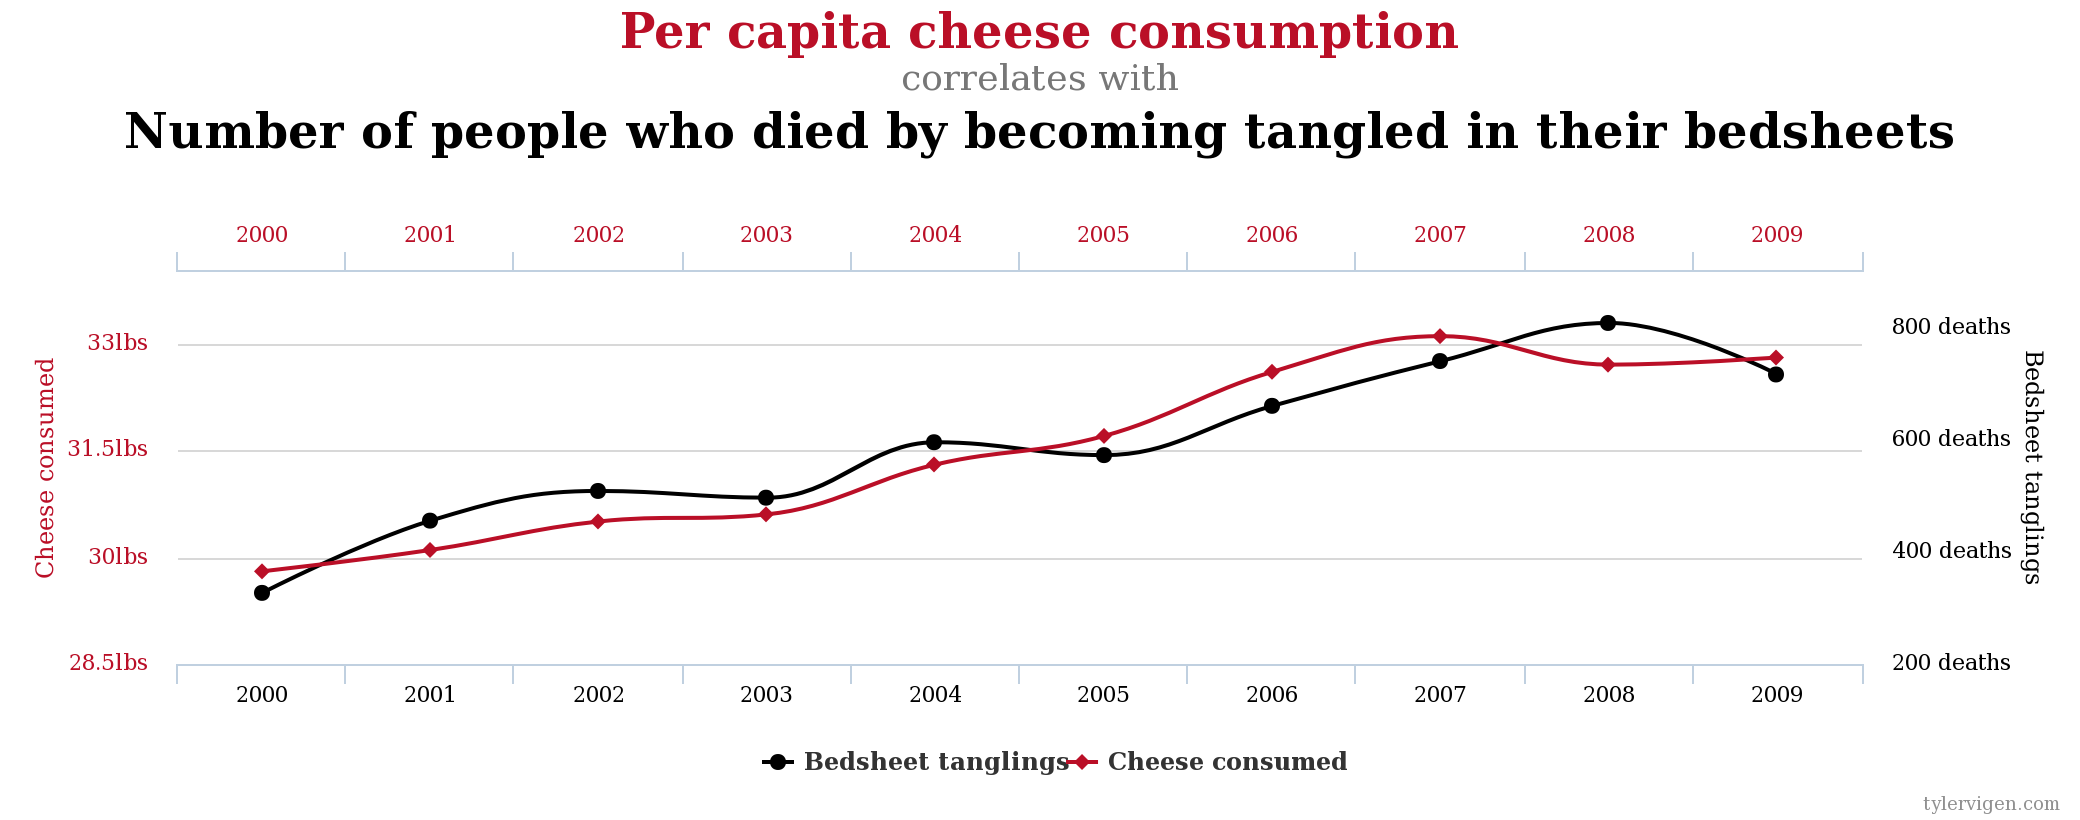 Per capita cheese consumption
correlates with
Number of people who died by becoming tangled in their bedsheets
2000 2001 2002 2003 2004 2005 2006 2007 2008 2009
Cheese consumed
33lbs
31.5lbs
30lbs
28.5lbs
800 deaths
600 deaths
400 deaths
200 deaths
Bedsheet tanglings
2000 2001 2002 2003 2004 2005 2006 2007 2008 2009
Bedsheet tanglings Cheese consumed
tylervigen.com